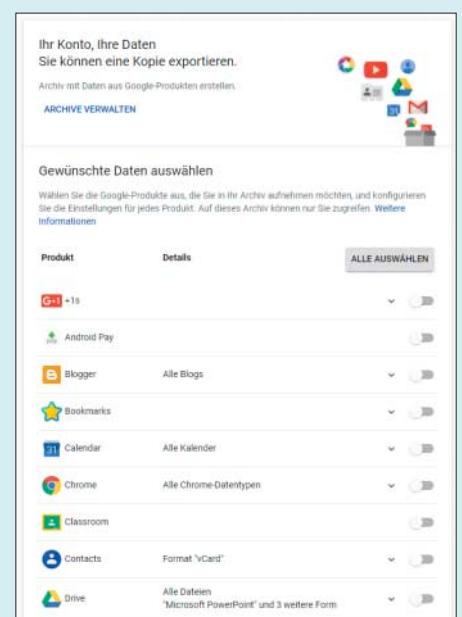 Ihr Konto, Ihre Daten
Sie können eine Kopie exportieren.
Archiv mit Daten aus Google-Produkten erstellen.
ARCHIVE VERWALTEN
Gewünschte Daten auswählen
Wählen Sie die Google-Produkte aus, die Sie in Ihr Archiv aufnehmen möchten, und konfigurieren
Sie die Einstellungen für jedes Produkt. Auf dieses Archiv können nur Sie zugreifen. Weitere
Informationen
Produkt Details ALLE AUSWÄHLEN
G+1 +1s
Android Pay
Blogger Alle Blogs
Bookmarks
31 Calendar Alle Kalender
Chrome Alle Chrome-Datentypen
Classroom
Contacts Format "vCard"
Drive Alle Dateien
"Microsoft PowerPoint" und 3 weitere Form